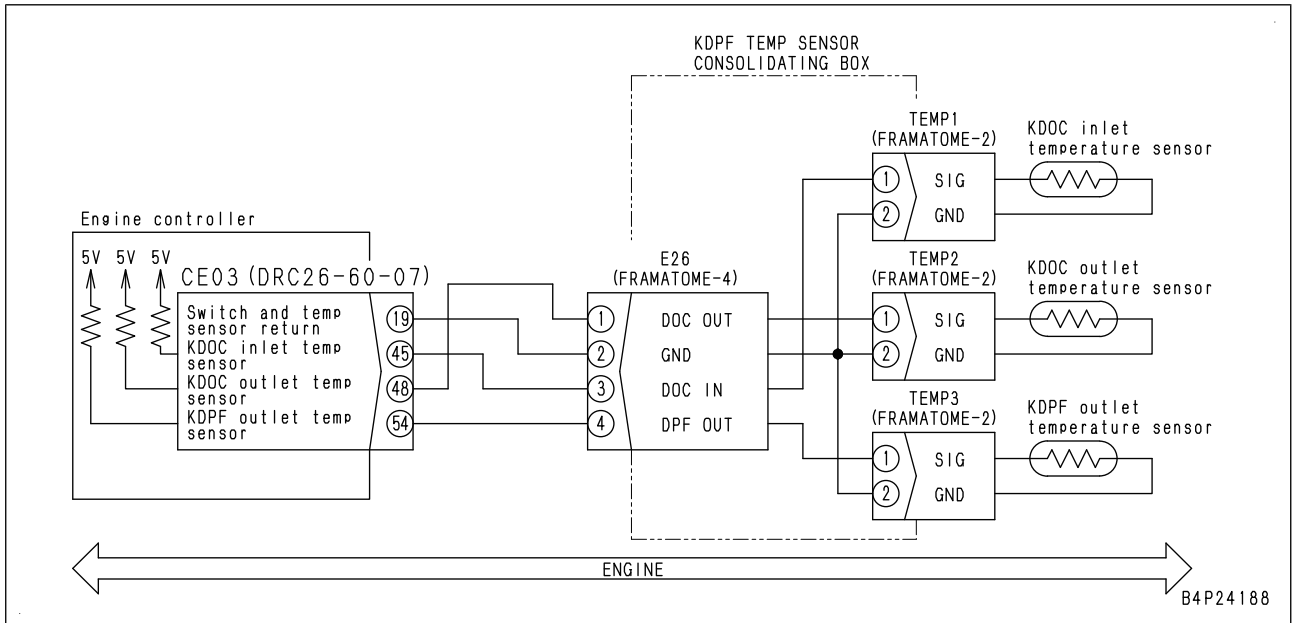 KDPF TEMP SENSOR
CONSOLIDATING BOX
TEMP1
(FRAMATOME-2)
KDOC inlet
temperature sensor
1
SIG
2
GND
Engine controller
5V
5V
5V
CE03 (DRC26-60-07)
Switch and temp
sensor return
19
KDOC inlet temp
sensor
45
KDOC outlet temp
sensor
48
KDPF outlet temp
sensor
54
E26
(FRAMATOME-4)
1
DOC OUT
2
GND
3
DOC IN
4
DPF OUT
TEMP2
(FRAMATOME-2)
KDOC outlet
temperature sensor
1
SIG
2
GND
TEMP3
(FRAMATOME-2)
KDPF outlet
temperature sensor
1
SIG
2
GND
ENGINE
B4P24188